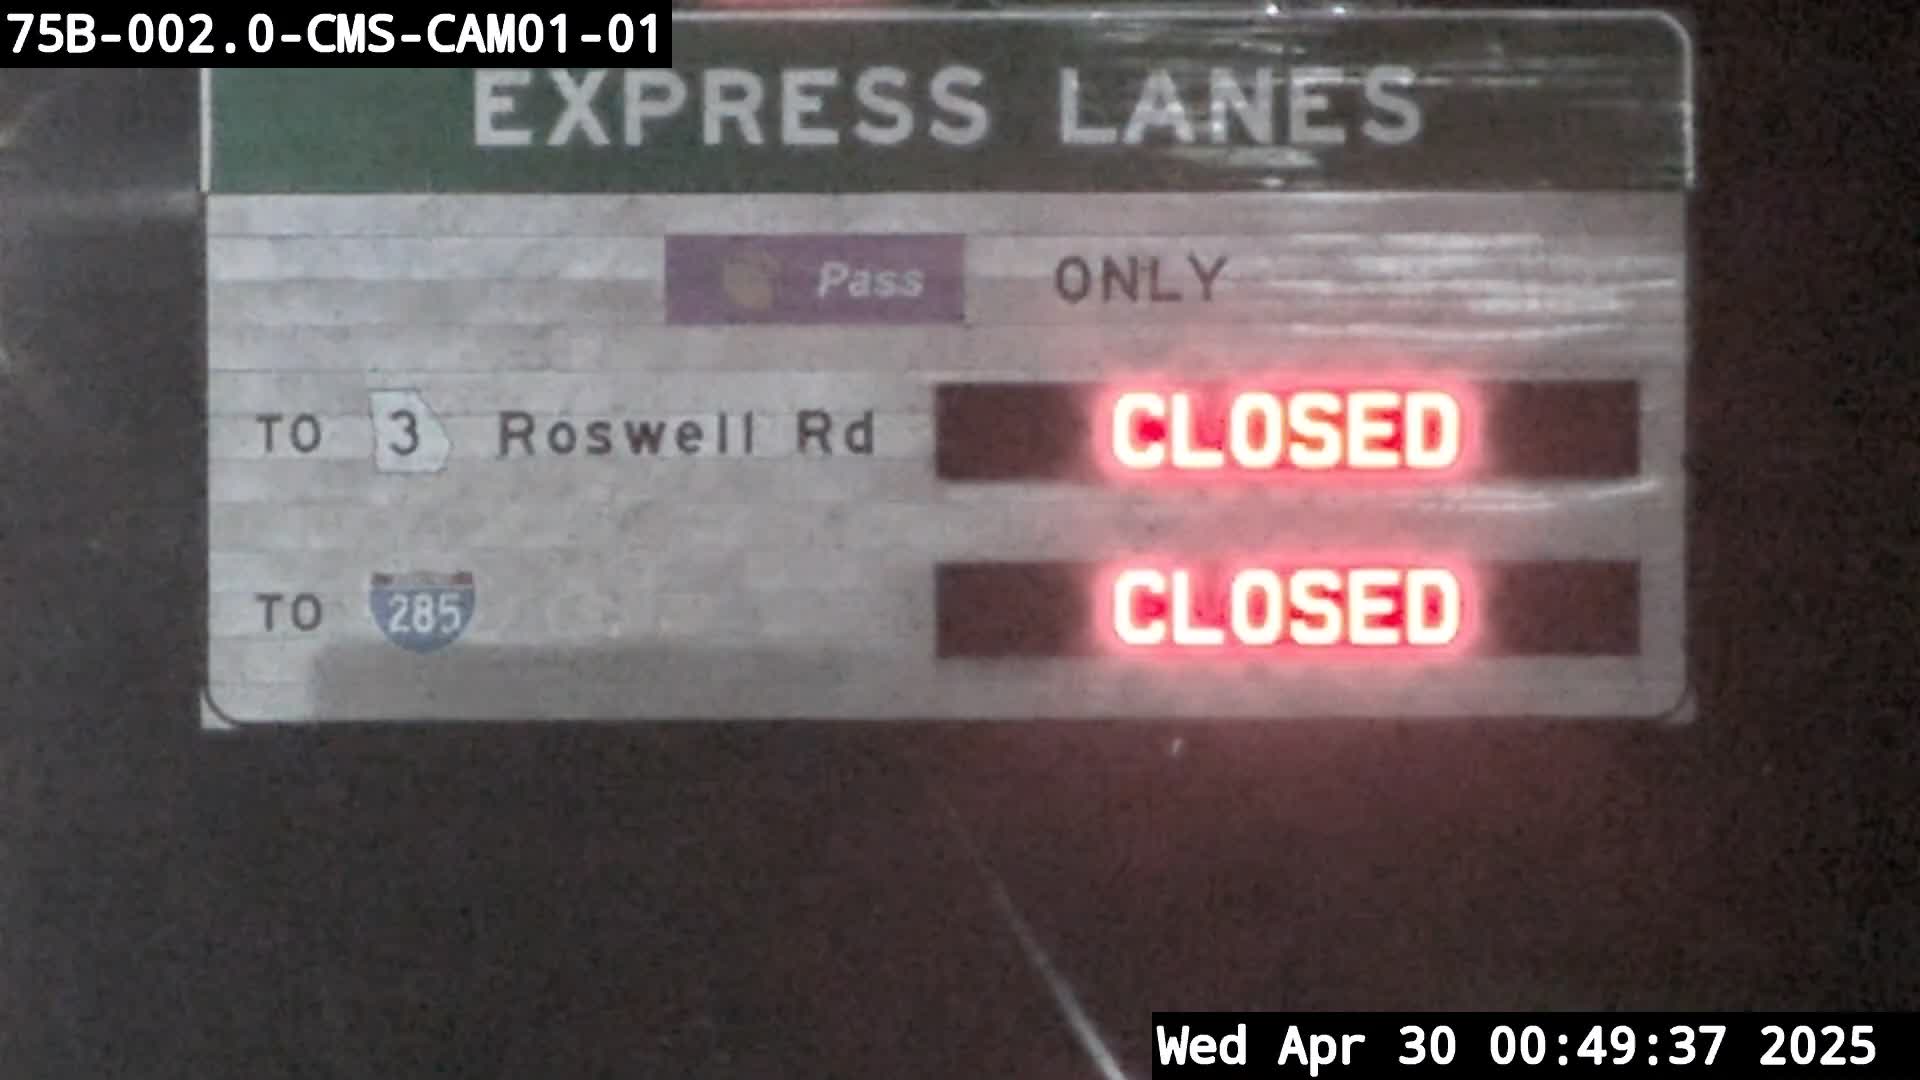 75B-002.0-CMS-CAM01-01
EXPRESS LANES
Pass ONLY
TO 3 Roswell Rd CLOSED
TO 285 CLOSED
Wed Apr 30 00:49:37 2025